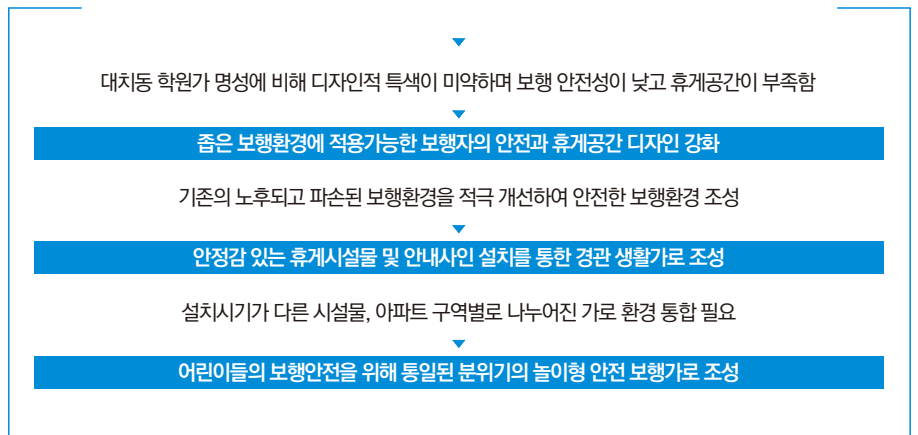 대치동 학원가 명성에 비해 디자인적 특색이 미약하며 보행 안전성이 낮고 휴게공간이 부족함
좁은 보행환경에 적용가능한 보행자의 안전과 휴게공간 디자인 강화
기존의 노후되고 파손된 보행환경을 적극 개선하여 안전한 보행환경 조성
안정감 있는 휴게시설물 및 안내사인 설치를 통한 경관 생활가로 조성
설치시기가 다른 시설물, 아파트 구역별로 나누어진 가로 환경 통합 필요
어린이들의 보행안전을 위해 통일된 분위기의 놀이형 안전 보행가로 조성